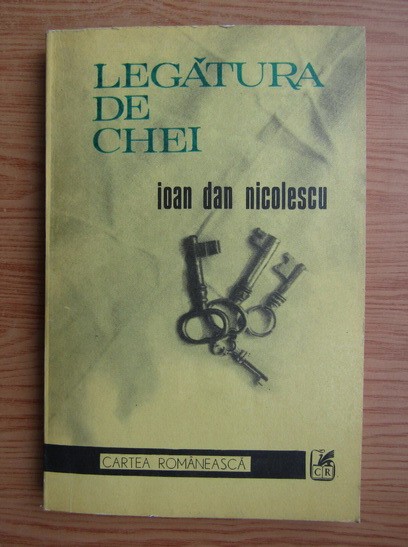 LEGĂTURA
DE
CHEI
ioan dan nicolescu
CARTEA ROMÂNEASCĂ
CR